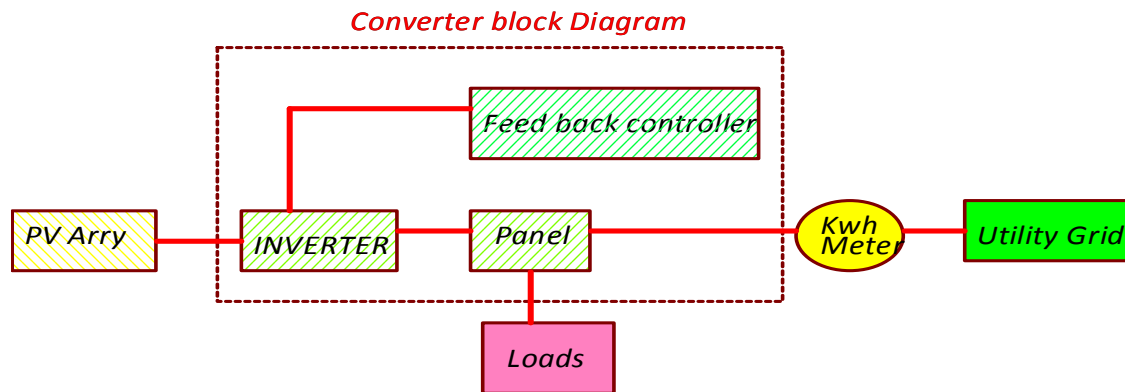 Converter block Diagram
Feed back controller
PV Arry
INVERTER
Panel
Kwh
Meter
Utility Grid
Loads